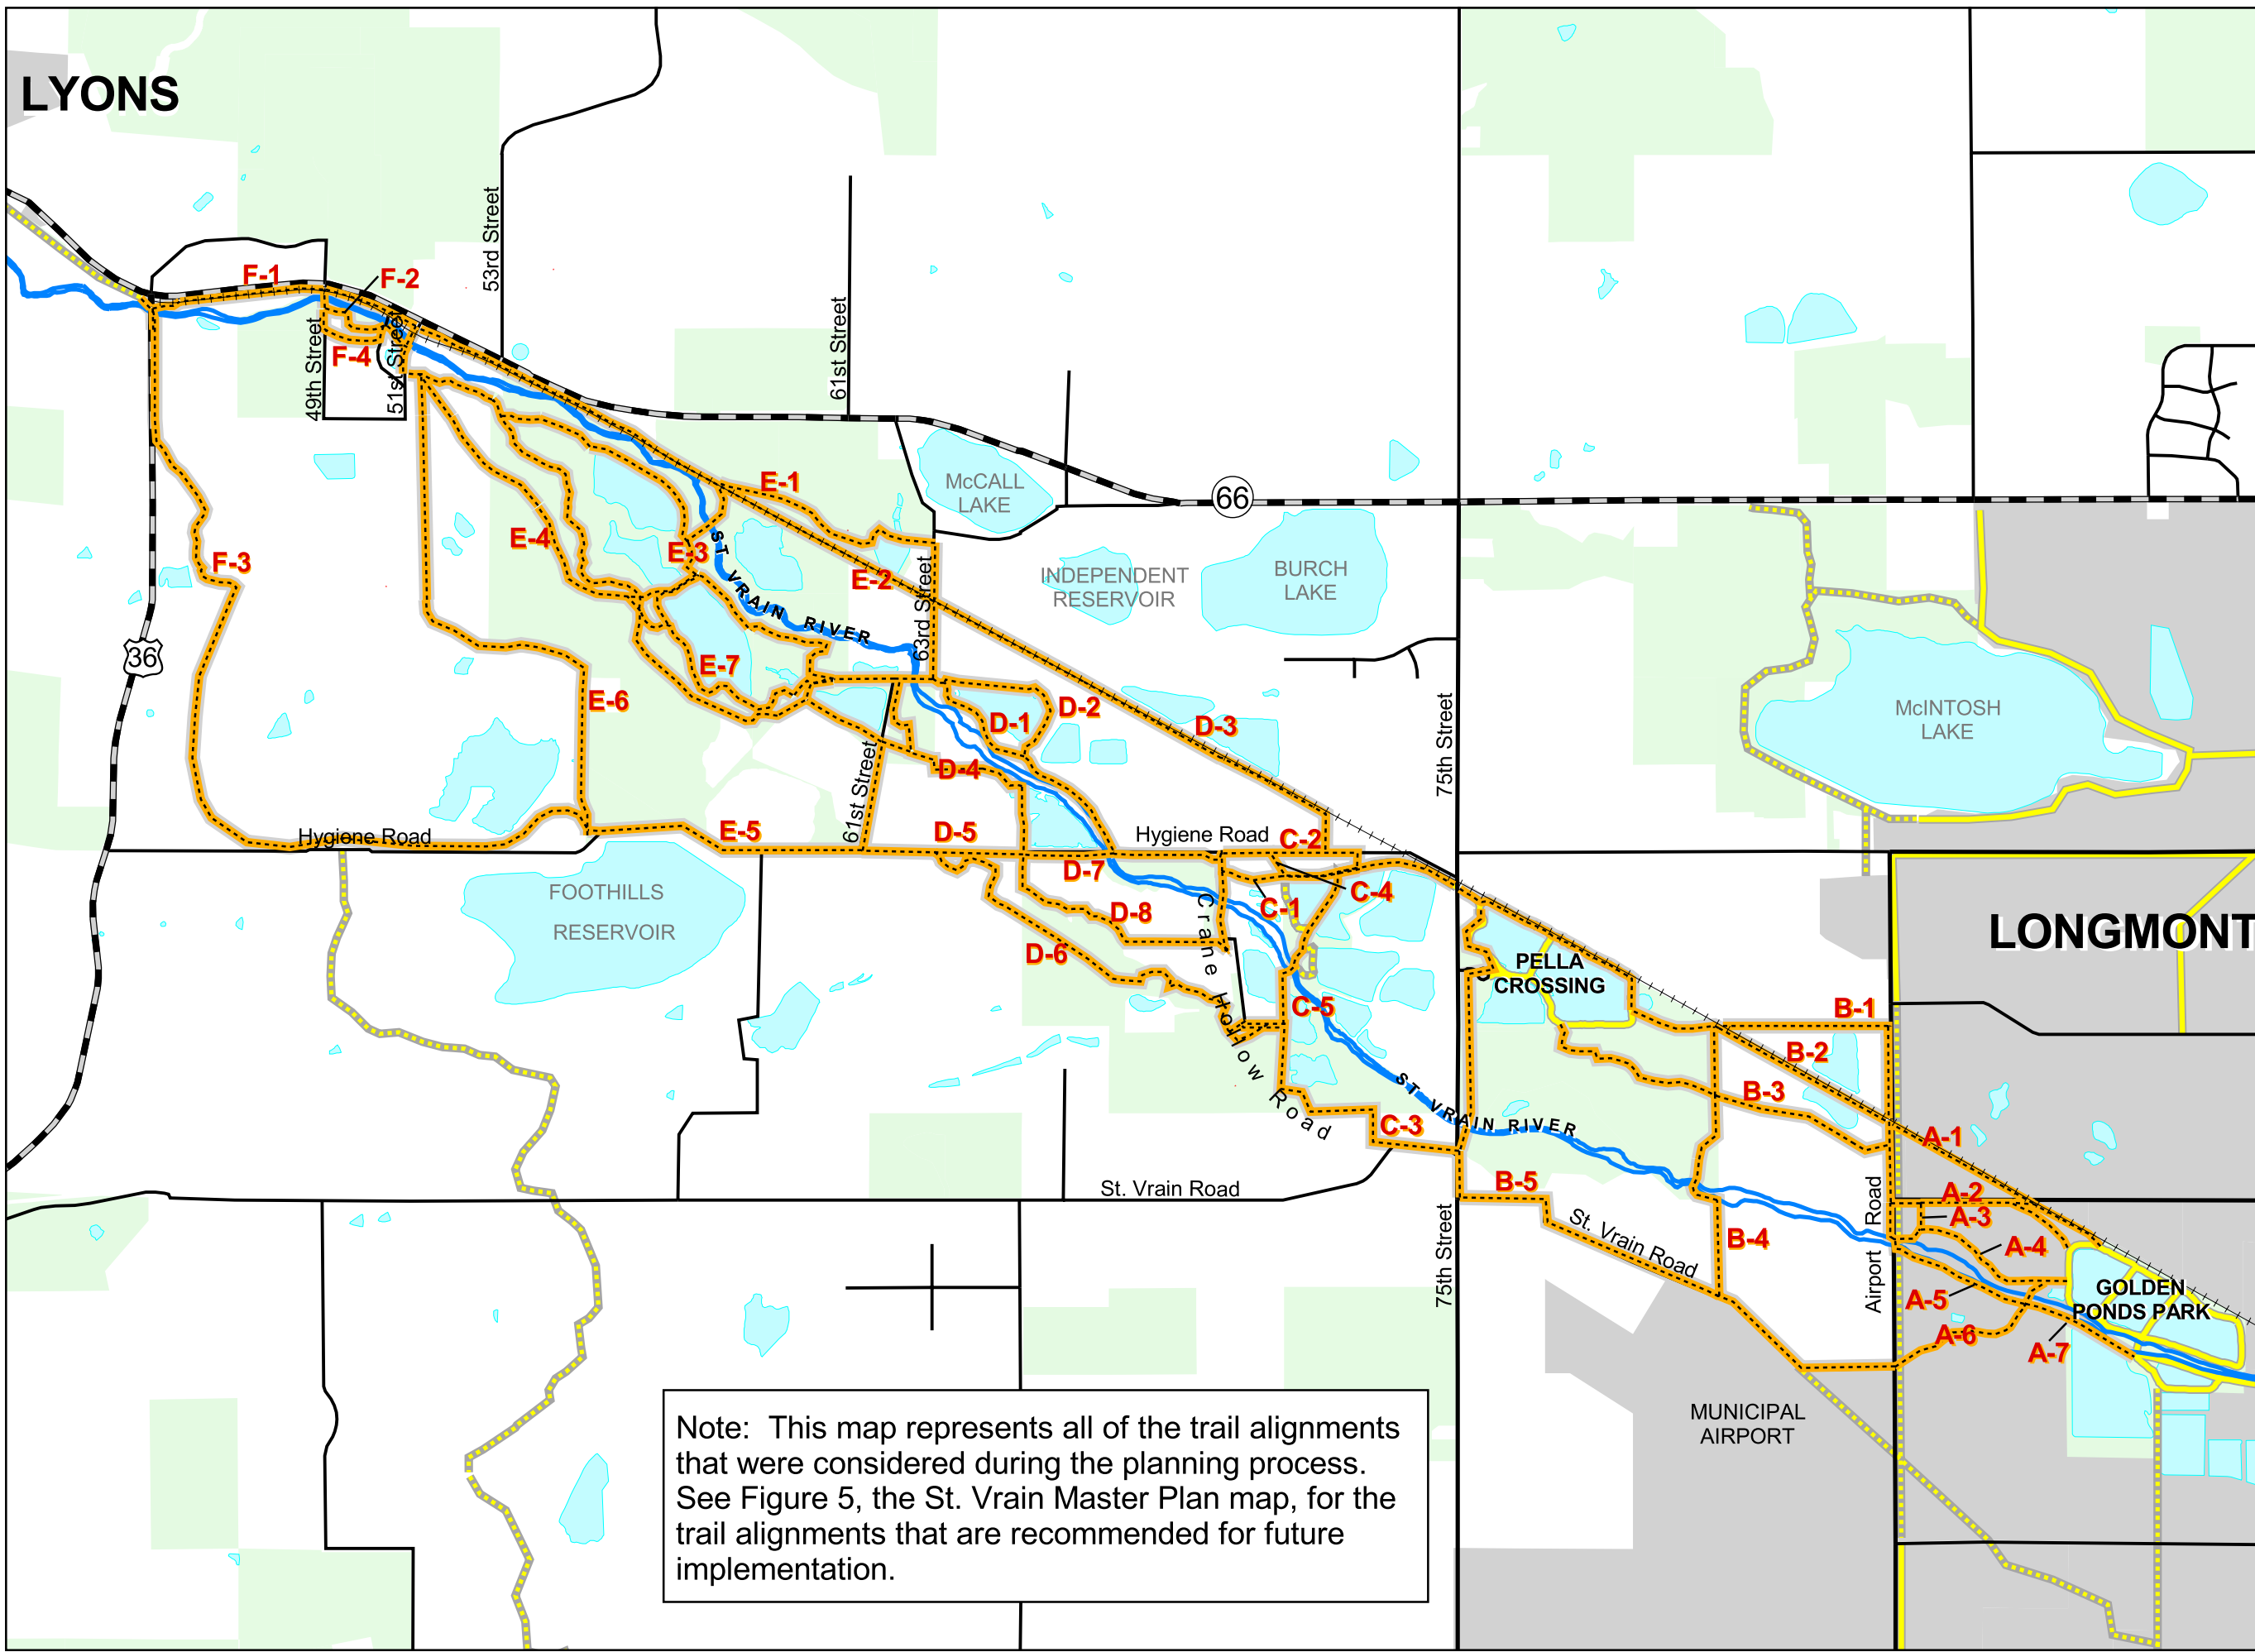 LYONS
53rd Street
F-1
F-2
49th Street
F-4
51st Street
61st Street
E-1
McCALL
LAKE
66
E-4
E-3
E-2
ST VRAIN RIVER
F-3
INDEPENDENT
RESERVOIR
BURCH
LAKE
63rd Street
36
E-7
E-6
D-1
D-2
D-3
75th Street
McINTOSH
LAKE
D-4
61st Street
Hygiene Road
E-5
D-5
Hygiene Road
C-2
D-7
C-4
FOOTHILLS
RESERVOIR
D-8
C-1
Crane Hollow Road
LONGMONT
D-6
PELLA
CROSSING
C-5
B-1
B-2
B-3
ST VRAIN RIVER
C-3
A-1
St. Vrain Road
B-5
A-2
A-3
Airport Road
St. Vrain Road
B-4
A-4
75th Street
A-5
GOLDEN
PONDS PARK
A-6
A-7
MUNICIPAL
AIRPORT
Note: This map represents all of the trail alignments
that were considered during the planning process.
See Figure 5, the St. Vrain Master Plan map, for the
trail alignments that are recommended for future
implementation.